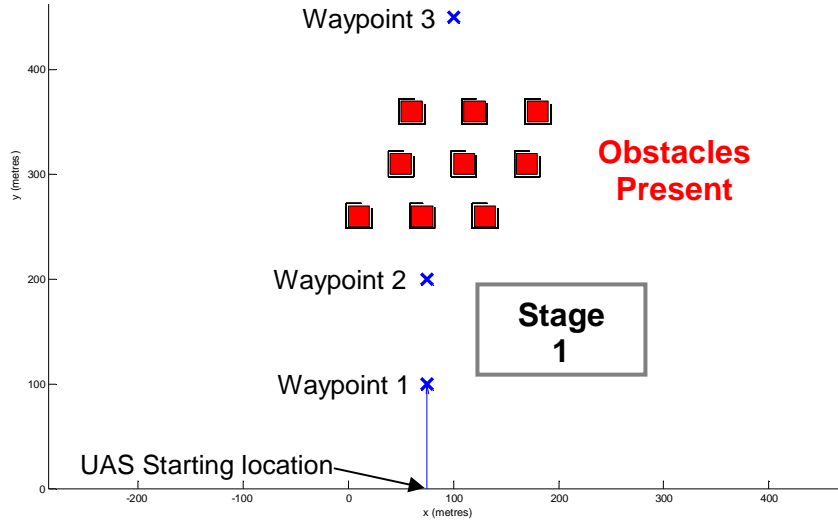 Waypoint 3
400
y (metres)
300
Obstacles
Present
Waypoint 2
200
Stage
1
Waypoint 1
100
UAS Starting location
0
-200
-100
0
100
200
300
400
x (metres)